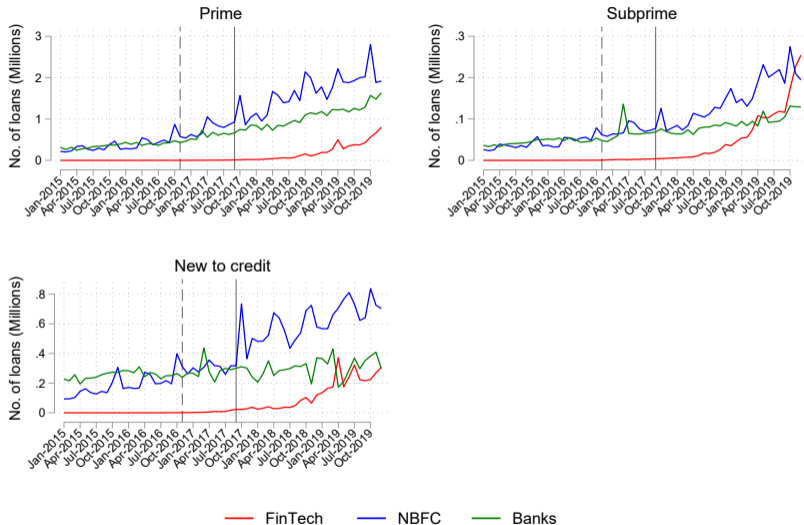 Prime
No. of loans (Millions)
3
2
1
0
Jan-2015
Apr-2015
Jul-2015
Oct-2015
Jan-2016
Apr-2016
Jul-2016
Oct-2016
Jan-2017
Apr-2017
Jul-2017
Oct-2017
Jan-2018
Apr-2018
Jul-2018
Oct-2018
Jan-2019
Apr-2019
Jul-2019
Oct-2019
Subprime
No. of loans (Millions)
3
2
1
0
Jan-2015
Apr-2015
Jul-2015
Oct-2015
Jan-2016
Apr-2016
Jul-2016
Oct-2016
Jan-2017
Apr-2017
Jul-2017
Oct-2017
Jan-2018
Apr-2018
Jul-2018
Oct-2018
Jan-2019
Apr-2019
Jul-2019
Oct-2019
New to credit
No. of loans (Millions)
.8
.6
.4
.2
0
Jan-2015
Apr-2015
Jul-2015
Oct-2015
Jan-2016
Apr-2016
Jul-2016
Oct-2016
Jan-2017
Apr-2017
Jul-2017
Oct-2017
Jan-2018
Apr-2018
Jul-2018
Oct-2018
Jan-2019
Apr-2019
Jul-2019
Oct-2019
FinTech NBFC Banks